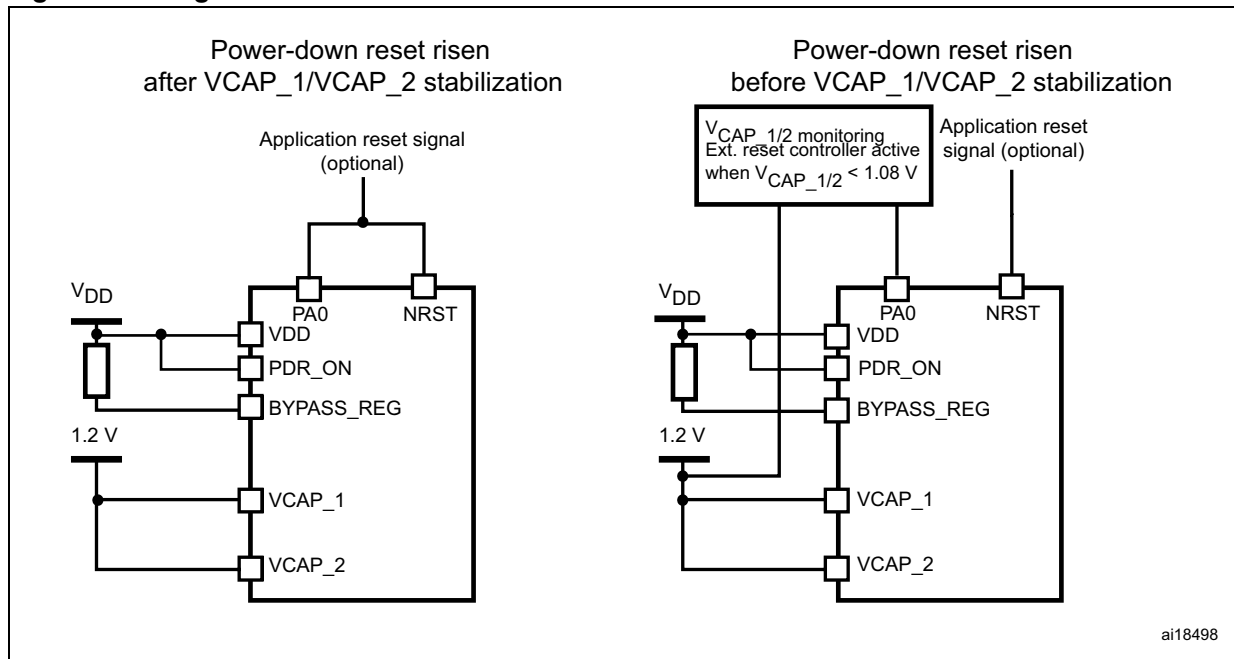 Power-down reset risen
after VCAP_1/VCAP_2 stabilization
Application reset signal
(optional)
VDD
PA0
NRST
VDD
PDR_ON
BYPASS_REG
1.2 V
VCAP_1
VCAP_2
Power-down reset risen
before VCAP_1/VCAP_2 stabilization
VCAP_1/2 monitoring
Ext. reset controller active
when VCAP_1/2 < 1.08 V
Application reset
signal (optional)
VDD
PA0
NRST
VDD
PDR_ON
BYPASS_REG
1.2 V
VCAP_1
VCAP_2
ai18498